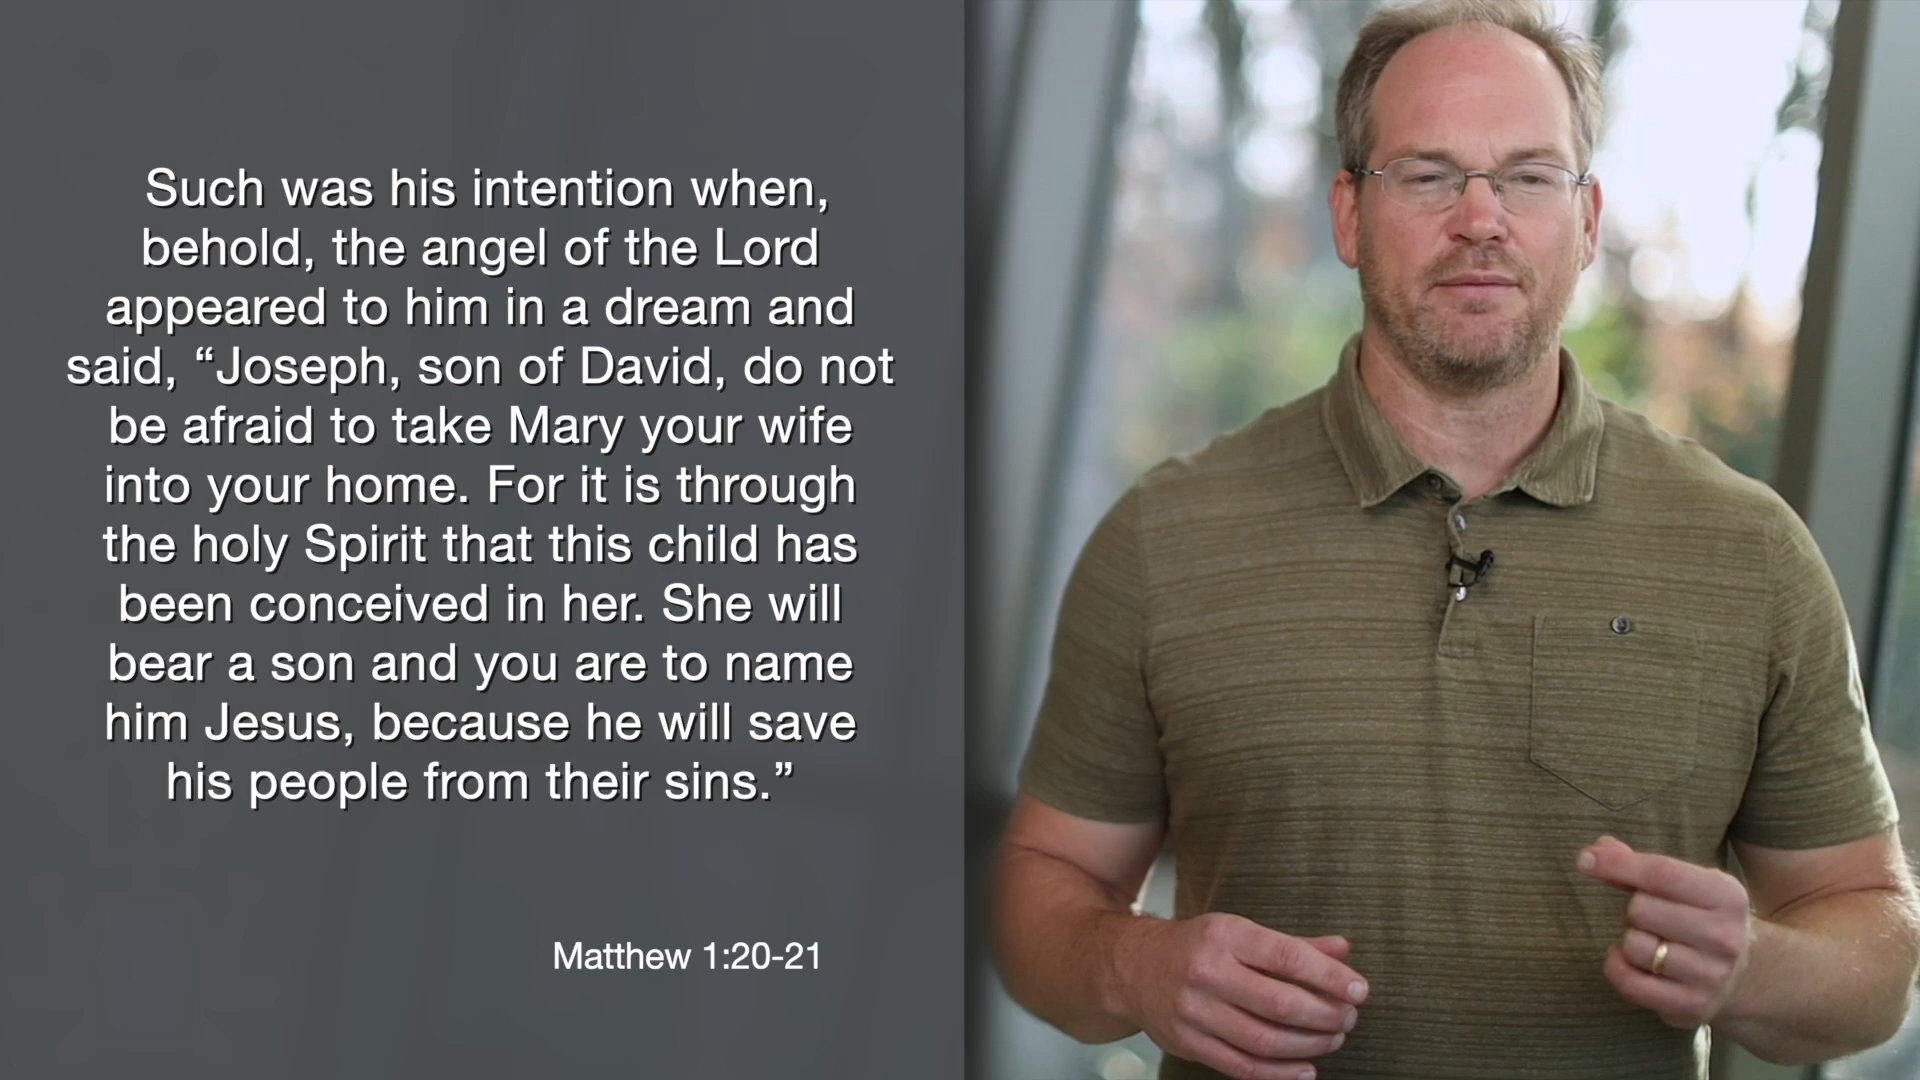 Such was his intention when,
behold, the angel of the Lord
appeared to him in a dream and
said, “Joseph, son of David, do not
be afraid to take Mary your wife
into your home. For it is through
the holy Spirit that this child has
been conceived in her. She will
bear a son and you are to name
him Jesus, because he will save
his people from their sins.”
Matthew 1:20-21